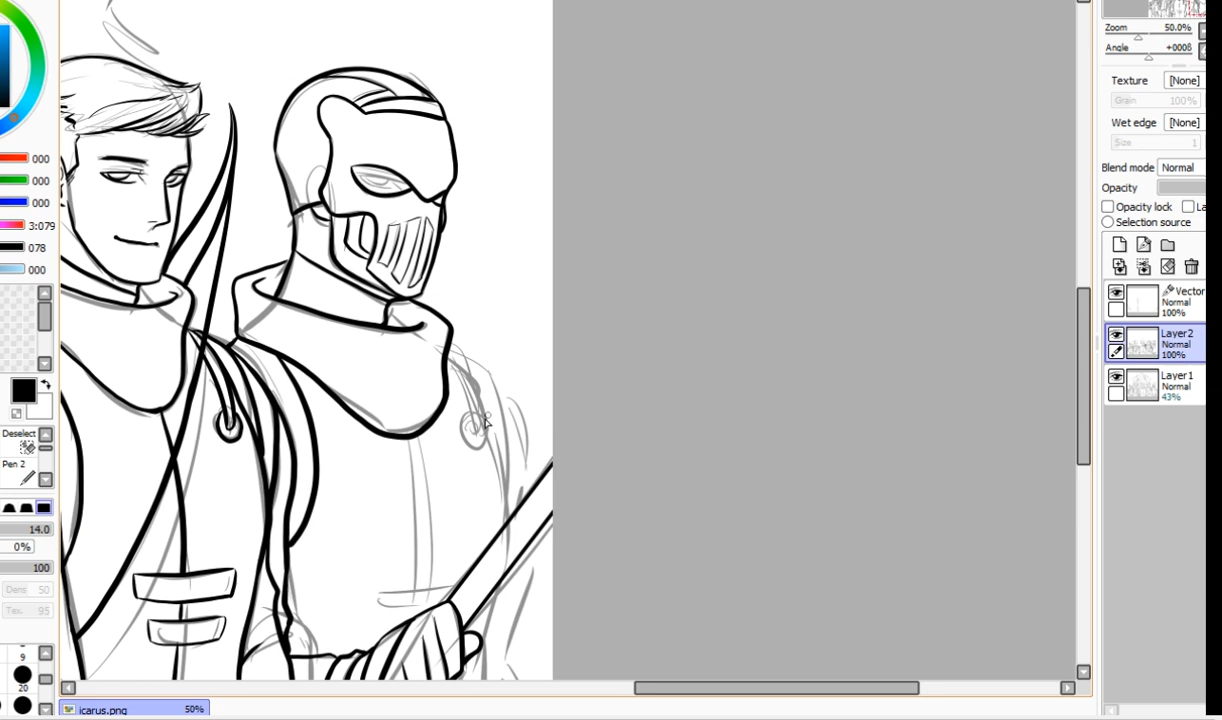 Zoom 50.0%
Angle +000ß
Texture [None]
Grain 100%
Wet edge [None]
Size 1
Blend mode Normal
Opacity
Opacity lock La
Selection source
Vector
Normal
100%
Layer2
Normal
100%
Layer1
Normal
43%
000
000
000
3:079
078
000
Deselect
Pen 2
14.0
0%
100
Dens 50
Tex. 95
9
20
icarus.png 50%